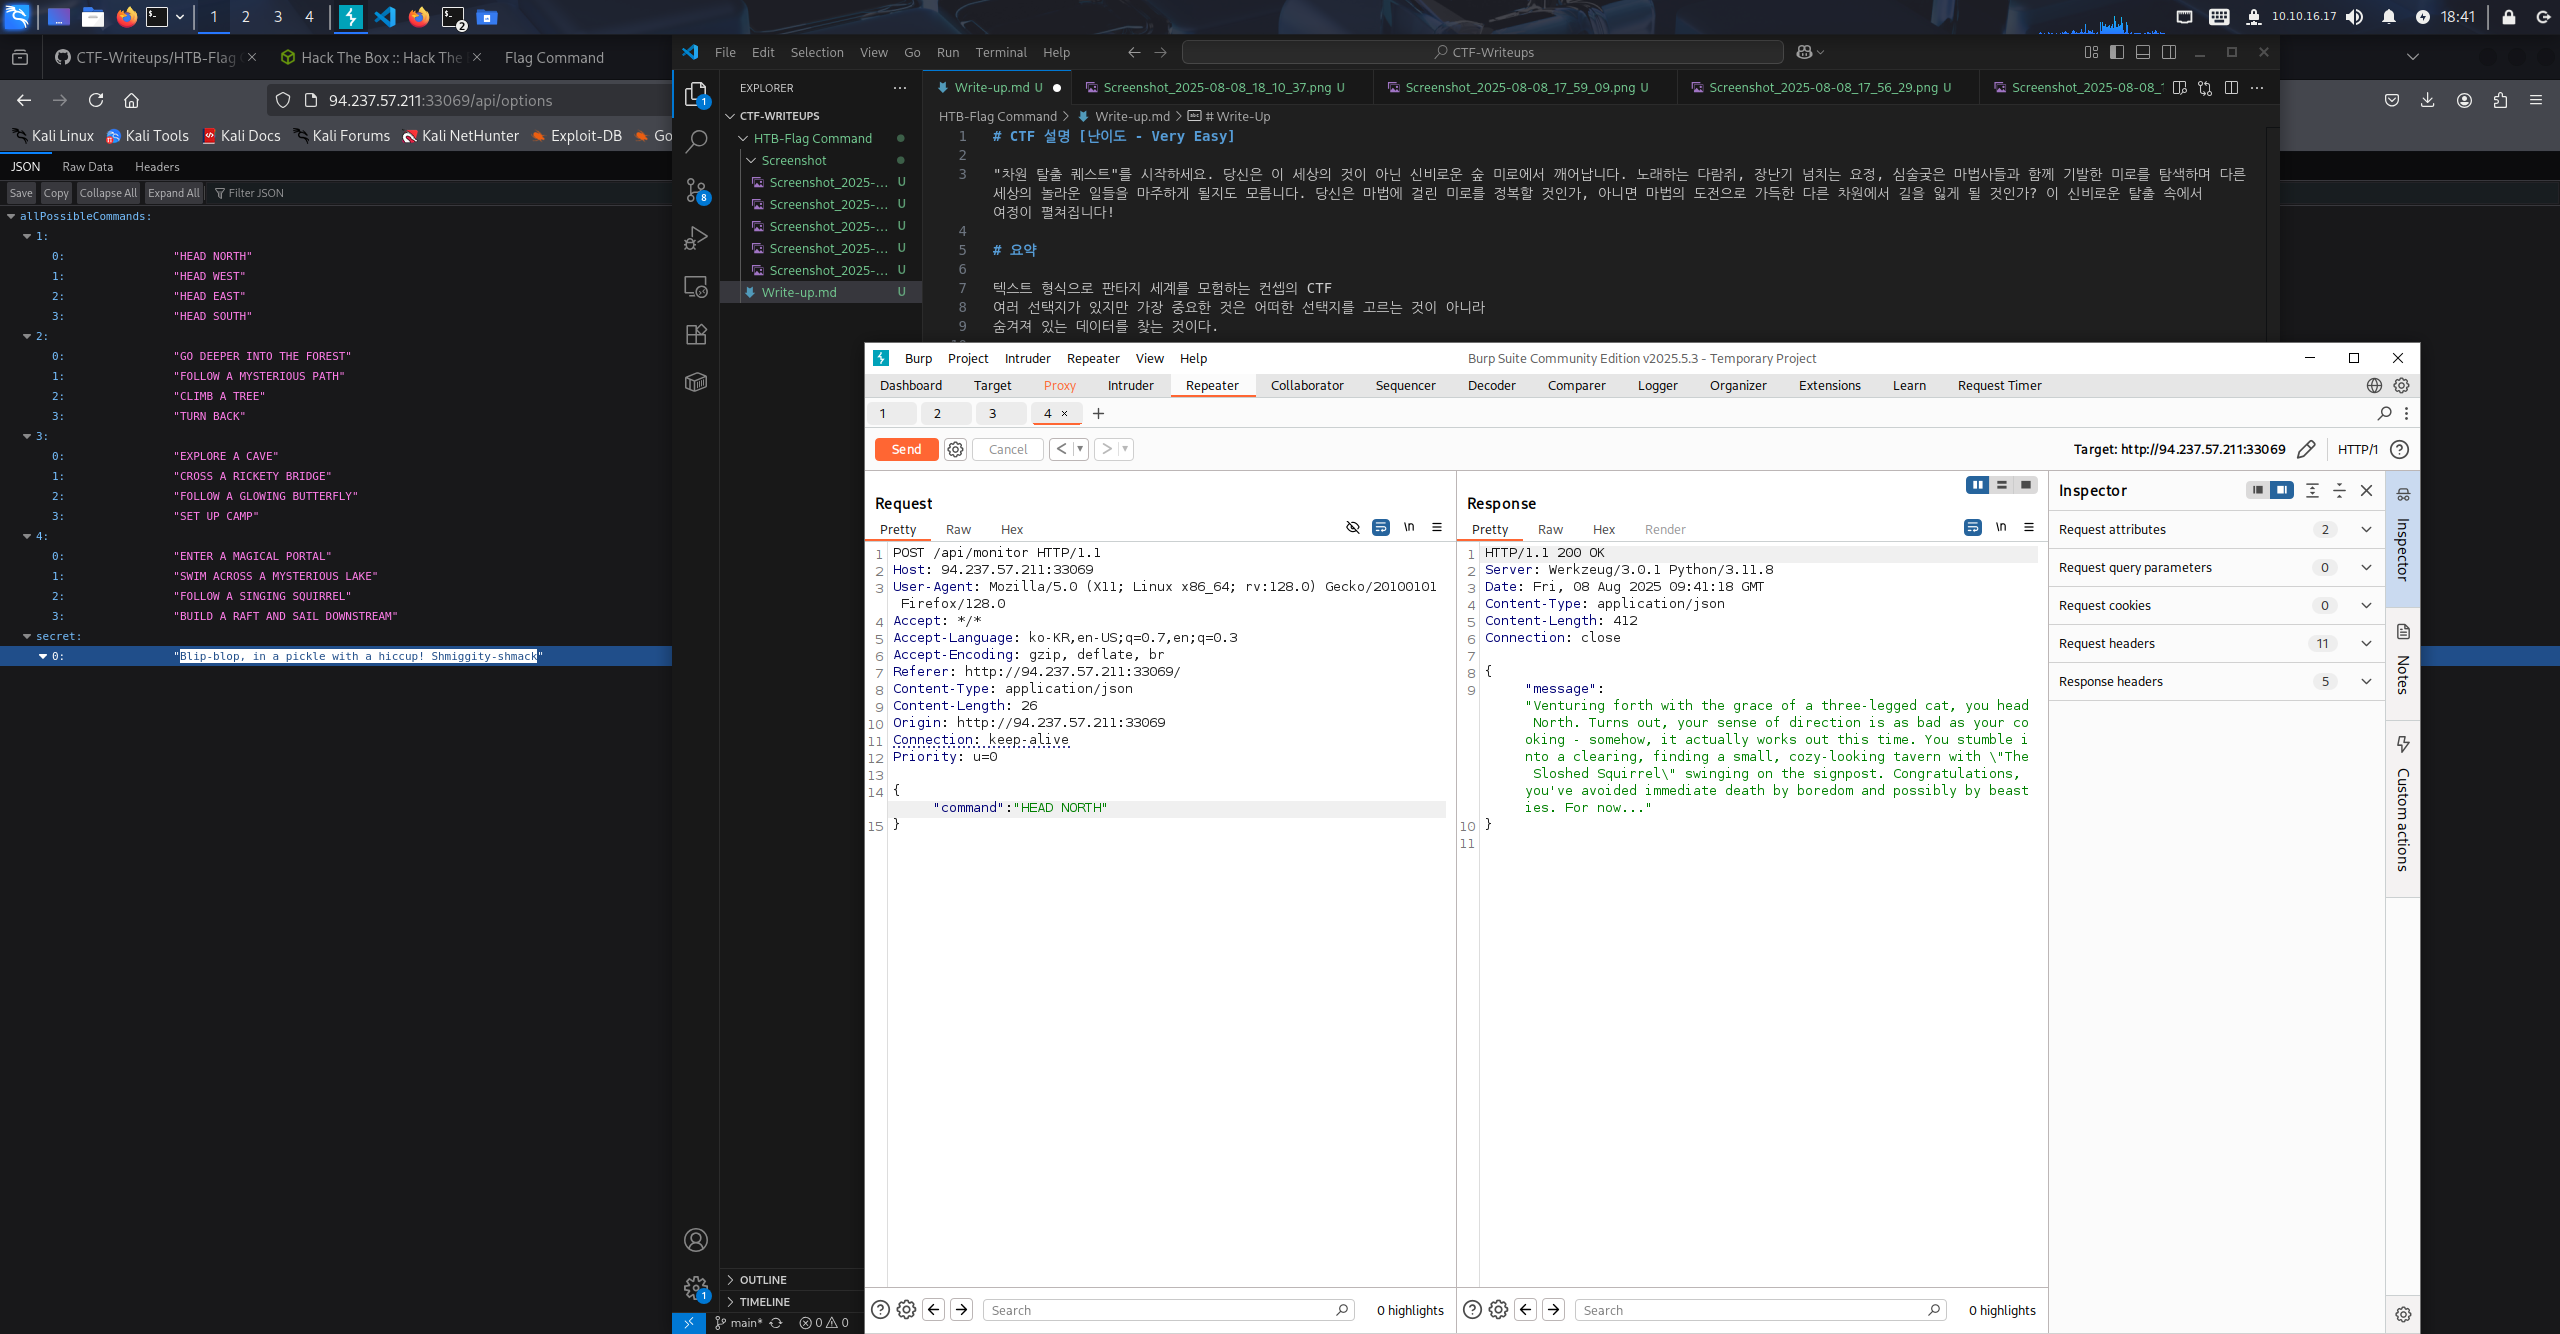 1 2 3 4 2 10.10.16.17 18:41
CTF-Writeups/HTB-Flag Hack The Box :: Hack The Flag Command
94.237.57.211:33069/api/options
Kali Linux Kali Tools Kali Docs Kali Forums Kali NetHunter Exploit-DB Go
JSON Raw Data Headers
Save Copy Collapse All Expand All Filter JSON
allPossibleCommands:
1:
0: "HEAD NORTH"
1: "HEAD WEST"
2: "HEAD EAST"
3: "HEAD SOUTH"
2:
0: "GO DEEPER INTO THE FOREST"
1: "FOLLOW A MYSTERIOUS PATH"
2: "CLIMB A TREE"
3: "TURN BACK"
3:
0: "EXPLORE A CAVE"
1: "CROSS A RICKETY BRIDGE"
2: "FOLLOW A GLOWING BUTTERFLY"
3: "SET UP CAMP"
4:
0: "ENTER A MAGICAL PORTAL"
1: "SWIM ACROSS A MYSTERIOUS LAKE"
2: "FOLLOW A SINGING SQUIRREL"
3: "BUILD A RAFT AND SAIL DOWNSTREAM"
secret:
0: "Blip-blop, in a pickle with a hiccup! Shmiggity-shmack"
File Edit Selection View Go Run Terminal Help CTF-Writeups
EXPLORER
CTF-WRITEUPS
HTB-Flag Command
Screenshot
Screenshot_2025-... U
Screenshot_2025-... U
Screenshot_2025-... U
Screenshot_2025-... U
Screenshot_2025-... U
Write-up.md U
1
8
1
OUTLINE
TIMELINE
main* 0 0
Write-up.md U Screenshot_2025-08-08_18_10_37.png U Screenshot_2025-08-08_17_59_09.png U Screenshot_2025-08-08_17_56_29.png U Screenshot_2025-08-08_1
HTB-Flag Command > Write-up.md > # Write-Up
1 # CTF 설명 [난이도 - Very Easy]
2
3 "차원 탈출 퀘스트"를 시작하세요. 당신은 이 세상의 것이 아닌 신비로운 숲 미로에서 깨어납니다. 노래하는 다람쥐, 장난기 넘치는 요정, 심술궂은 마법사들과 함께 기발한 미로를 탐색하며 다른
세상의 놀라운 일들을 마주하게 될지도 모릅니다. 당신은 마법에 걸린 미로를 정복할 것인가, 아니면 마법의 도전으로 가득한 다른 차원에서 길을 잃게 될 것인가? 이 신비로운 탈출 속에서
여정이 펼쳐집니다!
4
5 # 요약
6
7 텍스트 형식으로 판타지 세계를 모험하는 컨셉의 CTF
8 여러 선택지가 있지만 가장 중요한 것은 어떠한 선택지를 고르는 것이 아니라
9 숨겨져 있는 데이터를 찾는 것이다.
Burp Project Intruder Repeater View Help Burp Suite Community Edition v2025.5.3 - Temporary Project
Dashboard Target Proxy Intruder Repeater Collaborator Sequencer Decoder Comparer Logger Organizer Extensions Learn Request Timer
1 2 3 4 × +
Send Cancel < > Target: http://94.237.57.211:33069 HTTP/1
Request
Pretty Raw Hex \n
1 POST /api/monitor HTTP/1.1
2 Host: 94.237.57.211:33069
3 User-Agent: Mozilla/5.0 (X11; Linux x86_64; rv:128.0) Gecko/20100101
Firefox/128.0
4 Accept: */*
5 Accept-Language: ko-KR,en-US;q=0.7,en;q=0.3
6 Accept-Encoding: gzip, deflate, br
7 Referer: http://94.237.57.211:33069/
8 Content-Type: application/json
9 Content-Length: 26
10 Origin: http://94.237.57.211:33069
11 Connection: keep-alive
12 Priority: u=0
13
14 {
"command":"HEAD NORTH"
15 }
Search 0 highlights
Response
Pretty Raw Hex Render \n
1 HTTP/1.1 200 OK
2 Server: Werkzeug/3.0.1 Python/3.11.8
3 Date: Fri, 08 Aug 2025 09:41:18 GMT
4 Content-Type: application/json
5 Content-Length: 412
6 Connection: close
7
8 {
9 "message":
"Venturing forth with the grace of a three-legged cat, you head
North. Turns out, your sense of direction is as bad as your co
oking - somehow, it actually works out this time. You stumble i
nto a clearing, finding a small, cozy-looking tavern with \"The
Sloshed Squirrel\" swinging on the signpost. Congratulations,
you've avoided immediate death by boredom and possibly by beast
ies. For now..."
10 }
11
Search 0 highlights
Inspector
Request attributes 2
Request query parameters 0
Request cookies 0
Request headers 11
Response headers 5
Inspector
Notes
Custom actions